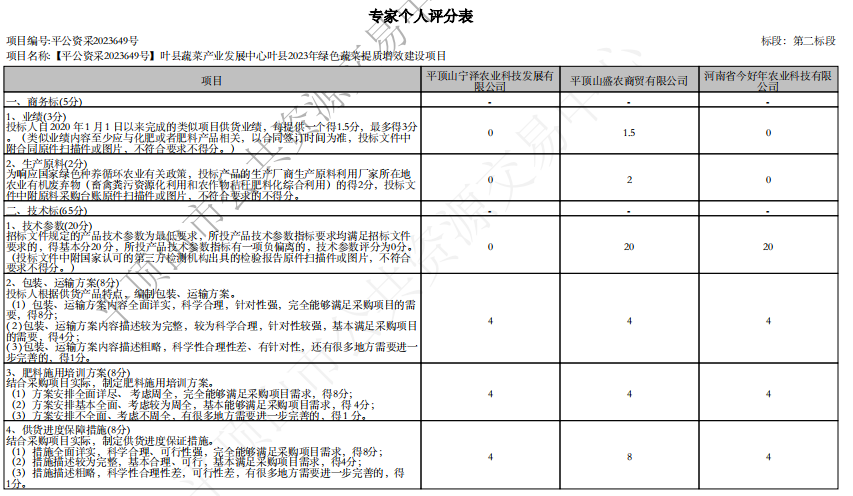 专家个人评分表
项目编号:平公资采2023649号
标段：第二标段
项目名称:【平公资采2023649号】叶县蔬菜产业发展中心叶县2023年绿色蔬菜提质增效建设项目
项目
平顶山宁泽农业科技发展有
限公司
平顶山盛农商贸有限公司
河南省今好年农业科技有限
公司
一、商务标(5分)
-
-
-
1、业绩(3分)
投标人自2020 年 1 月 1 日以来完成的类似项目供货业绩，每提供一个得1.5分，最多得3分
。（类似业绩内容至少应与化肥或者肥料产品相关，以合同签订时间为准，投标文件中
附合同原件扫描件或图片，不符合要求不得分。）
0
1.5
0
2、生产原料(2分)
为响应国家绿色种养循环农业有关政策，投标产品的生产厂商生产原料利用厂家所在地
农业有机废弃物（畜禽粪污资源化利用和农作物秸秆肥料化综合利用）的得2分，投标文
件中附原料采购台账原件扫描件或图片，不符合要求的不得分。
0
2
0
二、技术标(65分)
-
-
-
1、技术参数(20分)
招标文件规定的产品技术参数为最低要求，所投产品技术参数指标要求均满足招标文件
要求的，得基本分20 分，所投产品技术参数指标有一项负偏离的，技术参数评分为0分。
（投标文件中附国家认可的第三方检测机构出具的检验报告原件扫描件或图片，不符合
要求不得分。）
0
20
20
2、包装、运输方案(8分)
投标人根据供货产品特点，编制包装、运输方案。
（1）包装、运输方案内容全面详实，科学合理，针对性强，完全能够满足采购项目的需
要，得8分；
(2)包装、运输方案内容描述较为完整，较为科学合理，针对性较强，基本满足采购项目
的需要，得4分；
(3)包装、运输方案内容描述粗略，科学性合理性差、有针对性，还有很多地方需要进一
步完善的，得1分。
4
4
4
3、肥料施用培训方案(8分)
结合采购项目实际，制定肥料施用培训方案。
（1）方案安排全面详尽、 考虑周全，完全能够满足采购项目需求，得8分；
（2）方案安排基本全面、考虑较为周全，基本能够满足采购项目需求，得 4分；
（3）方案安排不全面、考虑不周全，有很多地方需要进一步完善的，得 1 分。
4
4
4
4、供货进度保障措施(8分)
结合采购项目实际，制定供货进度保证措施。
（1）措施全面详实，科学合理、可行性强，完全能够满足采购项目需求，得8分；
（2）措施描述较为完整，基本合理、可行，基本满足采购项目需求，得4分；
（3）措施描述粗略，科学性合理性差，可行性差，有很多地方需要进一步完善的，得
1分。
4
8
4
平顶山市公共资源交易中心
平顶山市公共资源交易中心